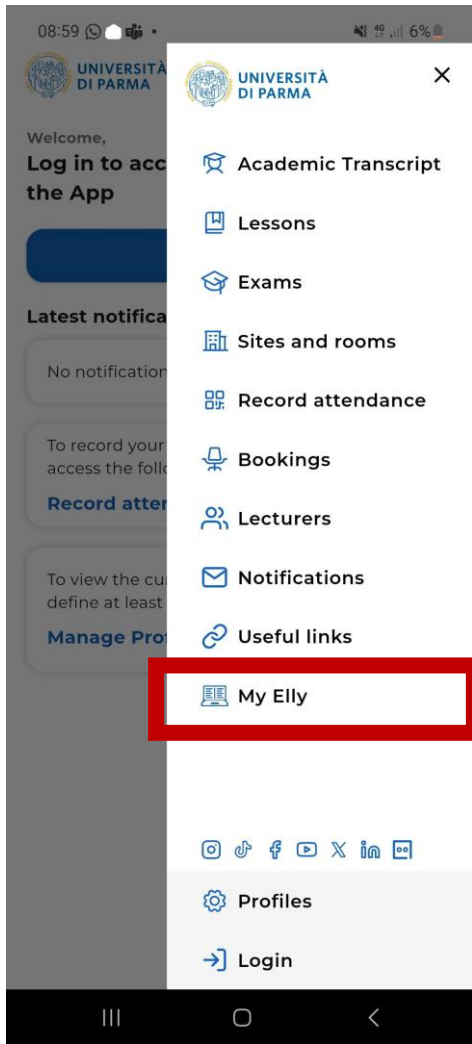 08:59
4G
6%
UNIVERSITÀ
DI PARMA
Welcome,
Log in to acc
the App
Latest notifica
No notification
To record your
access the follo
Record atter
To view the cu
define at least
Manage Pro
UNIVERSITÀ
DI PARMA
Academic Transcript
Lessons
Exams
Sites and rooms
Record attendance
Bookings
Lecturers
Notifications
Useful links
My Elly
Profiles
Login